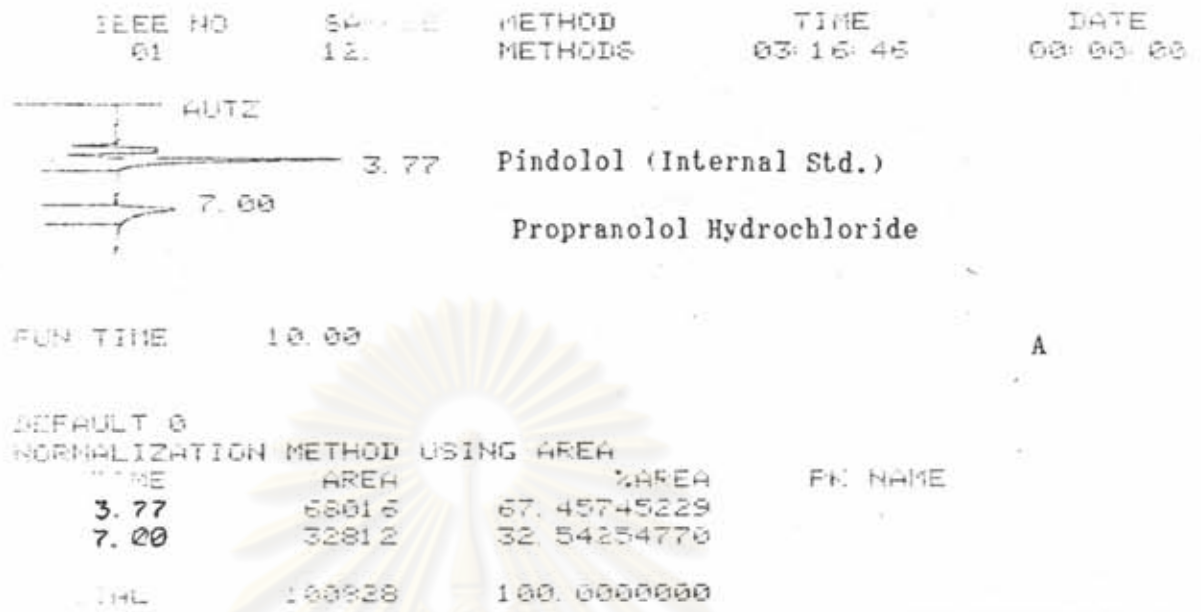 IEEE NO METHOD TIME DATE
01 12. METHODS 03:16:46 00:00:00
AUTZ
3.77 Pindolol (Internal Std.)
7.00
Propranolol Hydrochloride
RUN TIME 10.00
A
DEFAULT 0
NORMALIZATION METHOD USING AREA
AREA %AREA PK NAME
3.77 68016 67.45745229
7.00 32812 32.54254770
100828 100.0000000